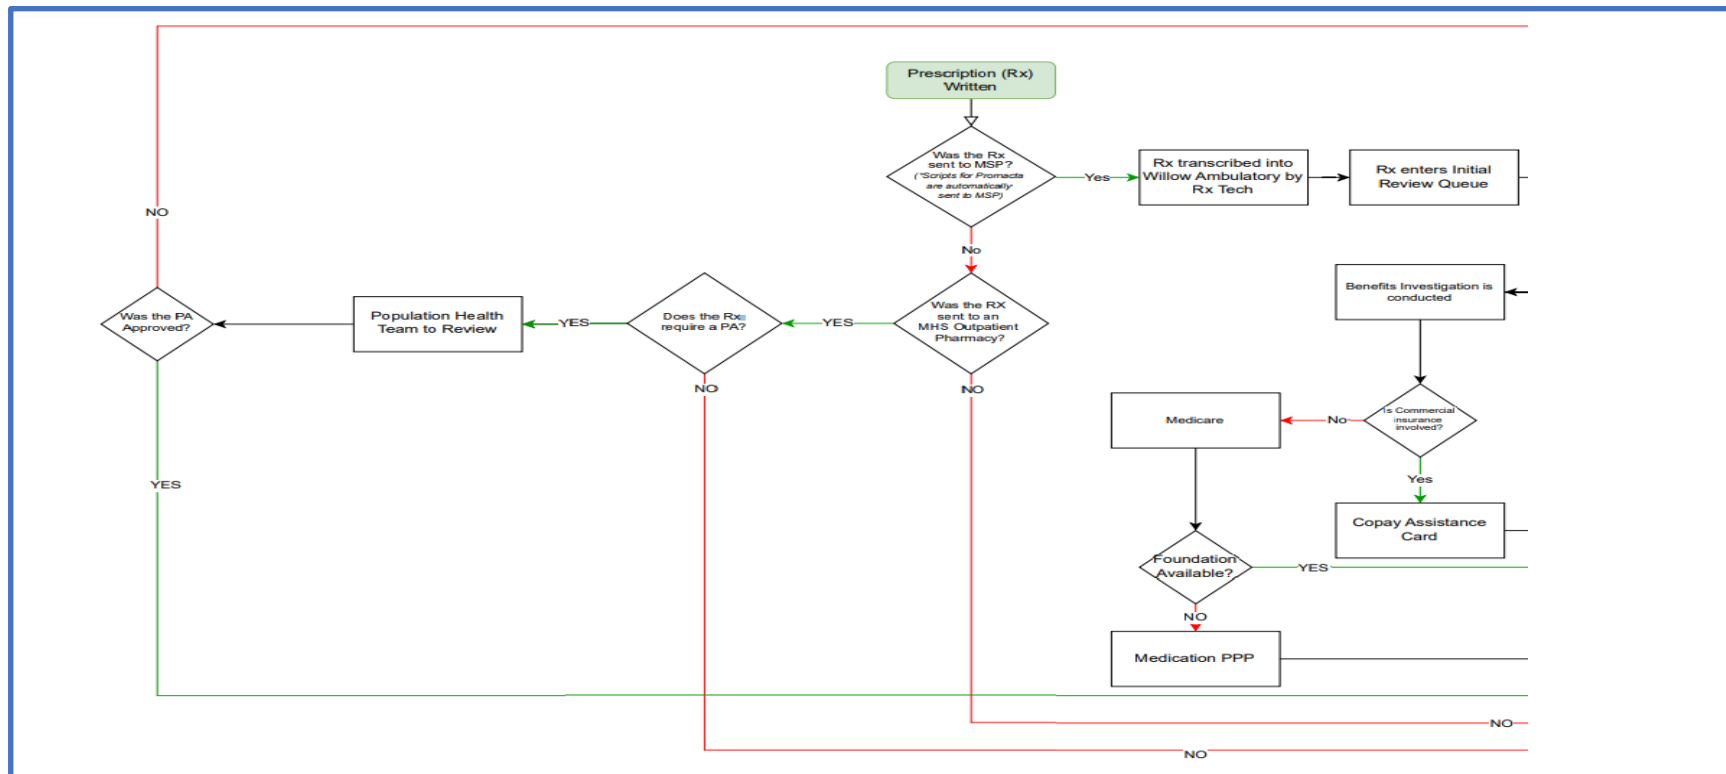 Prescription (Rx)
Written
Was the Rx
sent to MSP?
(*Scripts for Promacta
are automatically
sent to MSP)
Yes
Rx transcribed into
Willow Ambulatory by
Rx Tech
Rx enters Initial
Review Queue
NO
No
Benefits Investigation is
conducted
Was the PA
Approved?
Population Health
Team to Review
YES
Does the Rx
require a PA?
YES
Was the RX
sent to an
MHS Outpatient
Pharmacy?
NO
NO
Medicare
No
Is Commercial
insurance
involved?
YES
Yes
Copay Assistance
Card
Foundation
Available?
YES
NO
Medication PPP
NO
NO